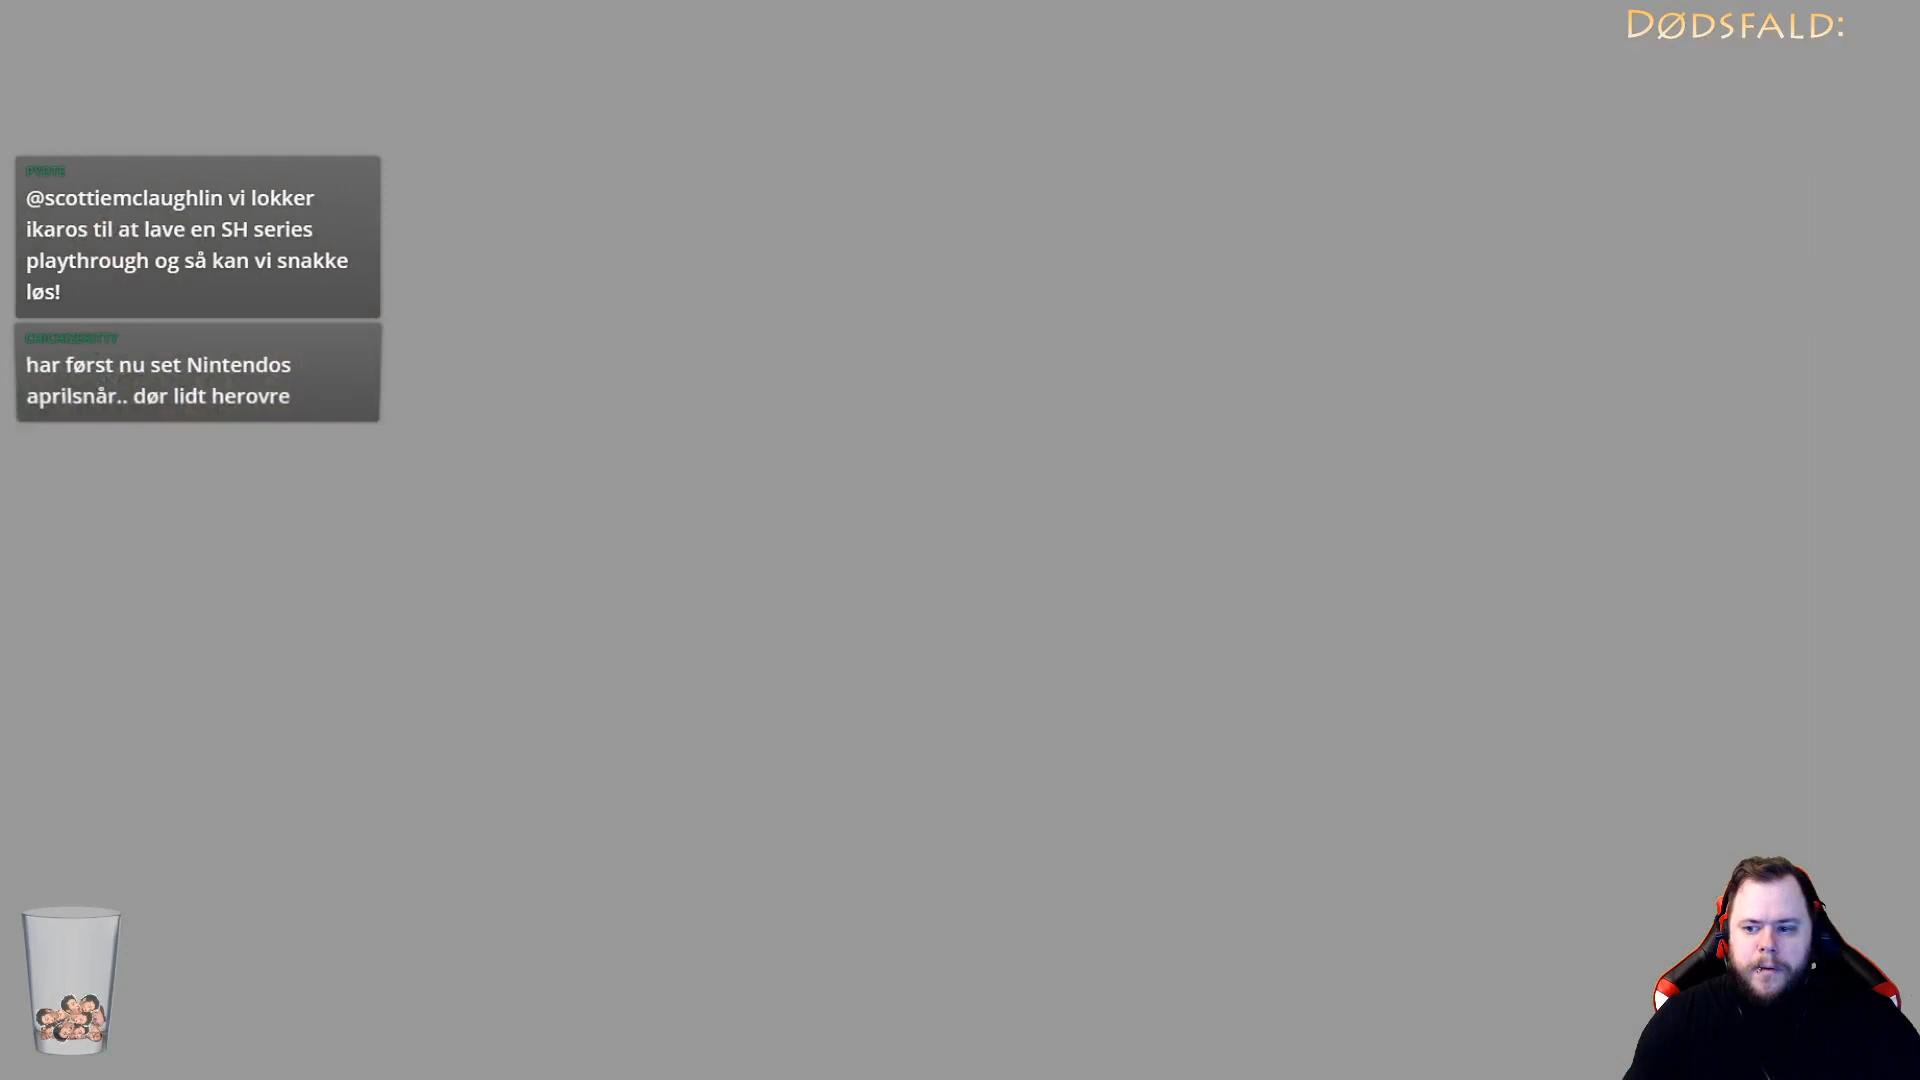 DØDSFALD:
@scottiemclaughlin vi lokker
ikaros til at lave en SH series
playthrough og så kan vi snakke
løs!
har først nu set Nintendos
aprilsnår.. dør lidt herovre